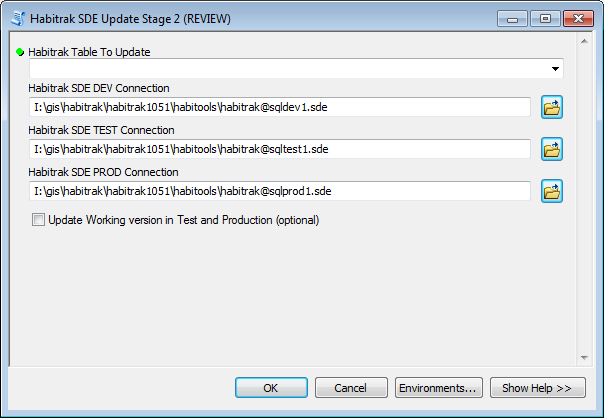 Habitrak SDE Update Stage 2 (REVIEW)
Habitrak Table To Update
Habitrak SDE DEV Connection
I:\gis\habitrak\habitrak1051\habitools\habitrak@sqldev1.sde
Habitrak SDE TEST Connection
I:\gis\habitrak\habitrak1051\habitools\habitrak@sqltest1.sde
Habitrak SDE PROD Connection
I:\gis\habitrak\habitrak1051\habitools\habitrak@sqlprod1.sde
Update Working version in Test and Production (optional)
OK Cancel Environments... Show Help >>